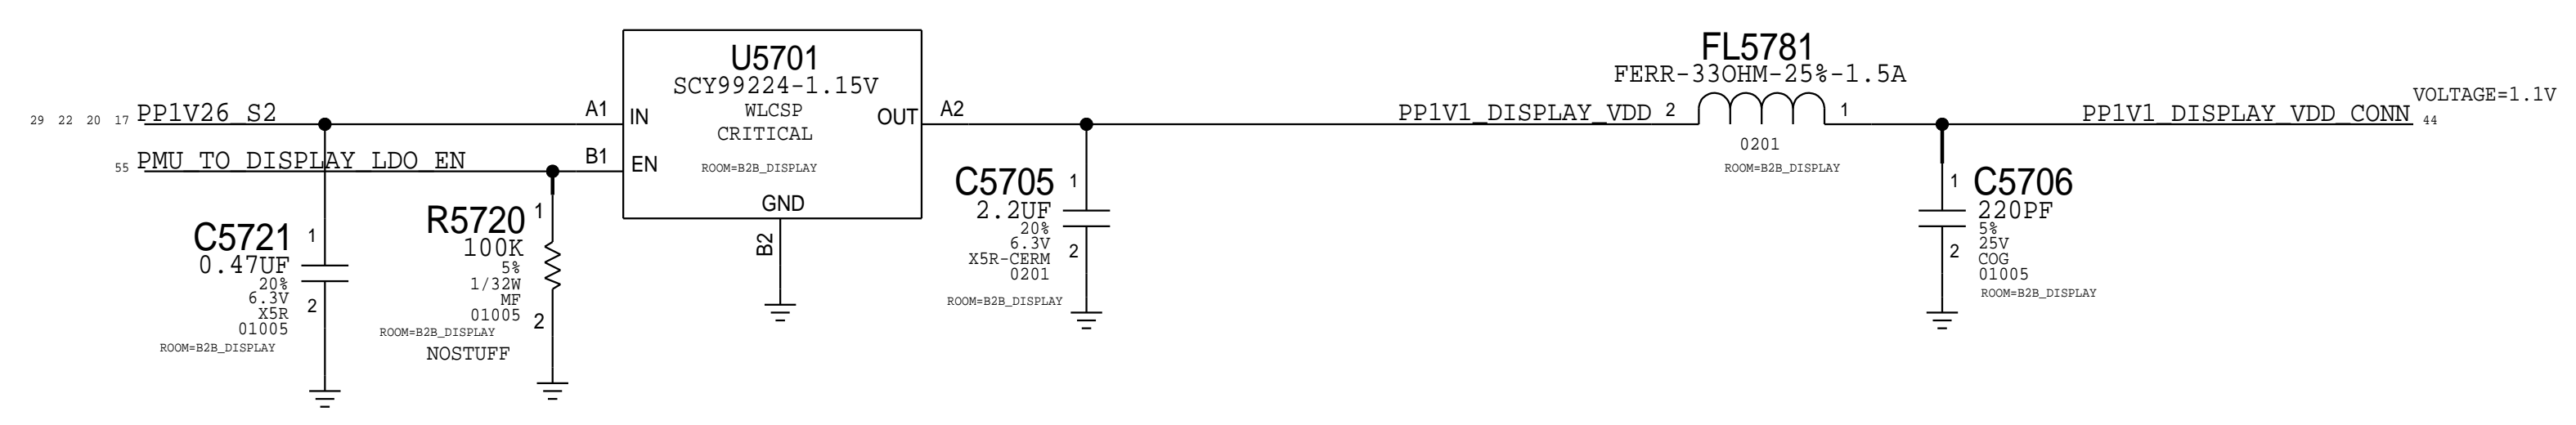 29 22 20 17 PP1V26_S2
55 PMU_TO_DISPLAY_LDO_EN
C5721
0.47UF
20%
6.3V
X5R
01005
ROOM=B2B_DISPLAY
1
2
R5720
100K
5%
1/32W
MF
01005
ROOM=B2B_DISPLAY
NOSTUFF
1
2
A1
B1
U5701
SCY99224-1.15V
WLCSP
CRITICAL
ROOM=B2B_DISPLAY
IN
EN
OUT
GND
B2
A2
C5705
2.2UF
20%
6.3V
X5R-CERM
0201
ROOM=B2B_DISPLAY
1
2
PP1V1_DISPLAY_VDD
FL5781
FERR-33OHM-25%-1.5A
2
1
0201
ROOM=B2B_DISPLAY
1
2
C5706
220PF
5%
25V
COG
01005
ROOM=B2B_DISPLAY
VOLTAGE=1.1V
PP1V1_DISPLAY_VDD_CONN 44